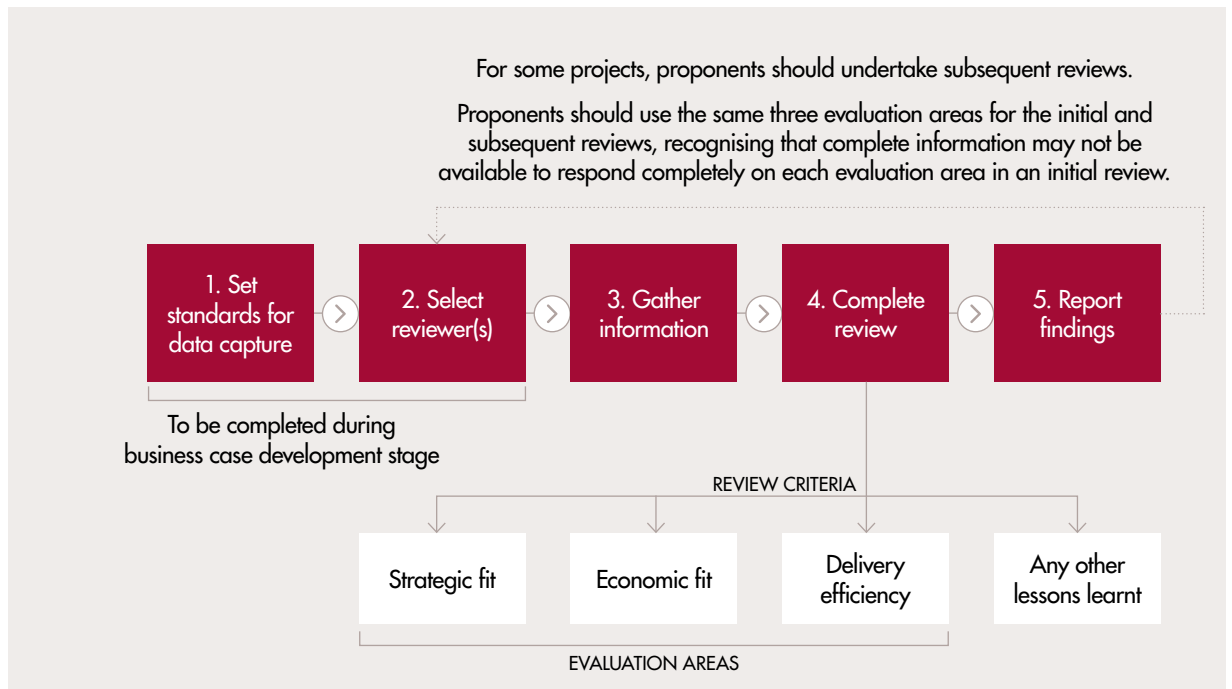 For some projects, proponents should undertake subsequent reviews.
Proponents should use the same three evaluation areas for the initial and
subsequent reviews, recognising that complete information may not be
available to respond completely on each evaluation area in an initial review.
1. Set
standards for
data capture
2. Select
reviewer(s)
3. Gather
information
4. Complete
review
5. Report
findings
To be completed during
business case development stage
REVIEW CRITERIA
Strategic fit
Economic fit
Delivery
efficiency
Any other
lessons learnt
EVALUATION AREAS